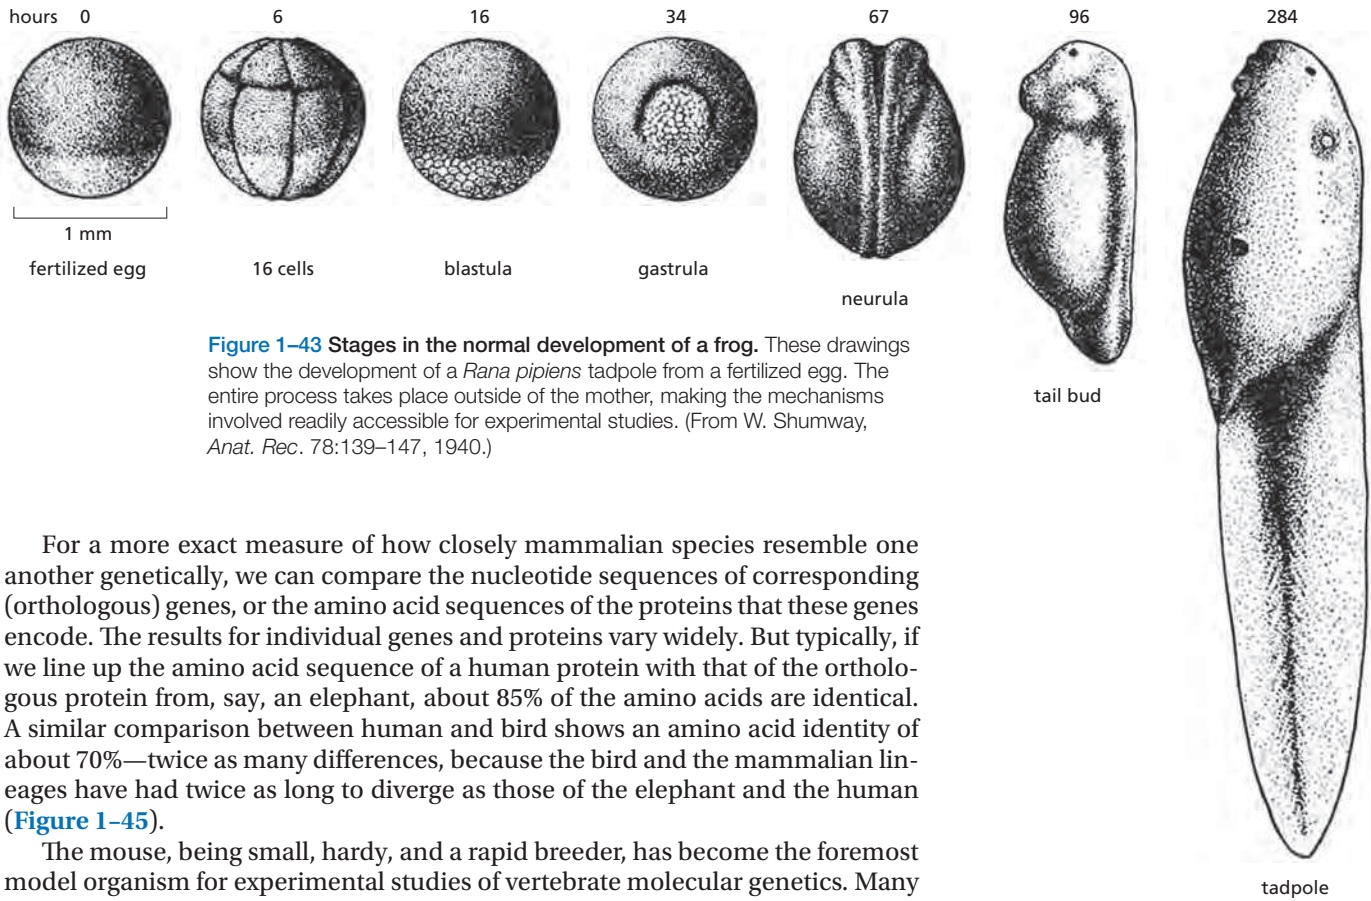 hours 0 6 16 34 67 96 284
1 mm
fertilized egg 16 cells blastula gastrula
neurula
tail bud
tadpole
Figure 1–43 Stages in the normal development of a frog. These drawings
show the development of a Rana pipiens tadpole from a fertilized egg. The
entire process takes place outside of the mother, making the mechanisms
involved readily accessible for experimental studies. (From W. Shumway,
Anat. Rec. 78:139–147, 1940.)
For a more exact measure of how closely mammalian species resemble one
another genetically, we can compare the nucleotide sequences of corresponding
(orthologous) genes, or the amino acid sequences of the proteins that these genes
encode. The results for individual genes and proteins vary widely. But typically, if
we line up the amino acid sequence of a human protein with that of the ortholo-
gous protein from, say, an elephant, about 85% of the amino acids are identical.
A similar comparison between human and bird shows an amino acid identity of
about 70%—twice as many differences, because the bird and the mammalian lin-
eages have had twice as long to diverge as those of the elephant and the human
(Figure 1–45).
The mouse, being small, hardy, and a rapid breeder, has become the foremost
model organism for experimental studies of vertebrate molecular genetics. Many